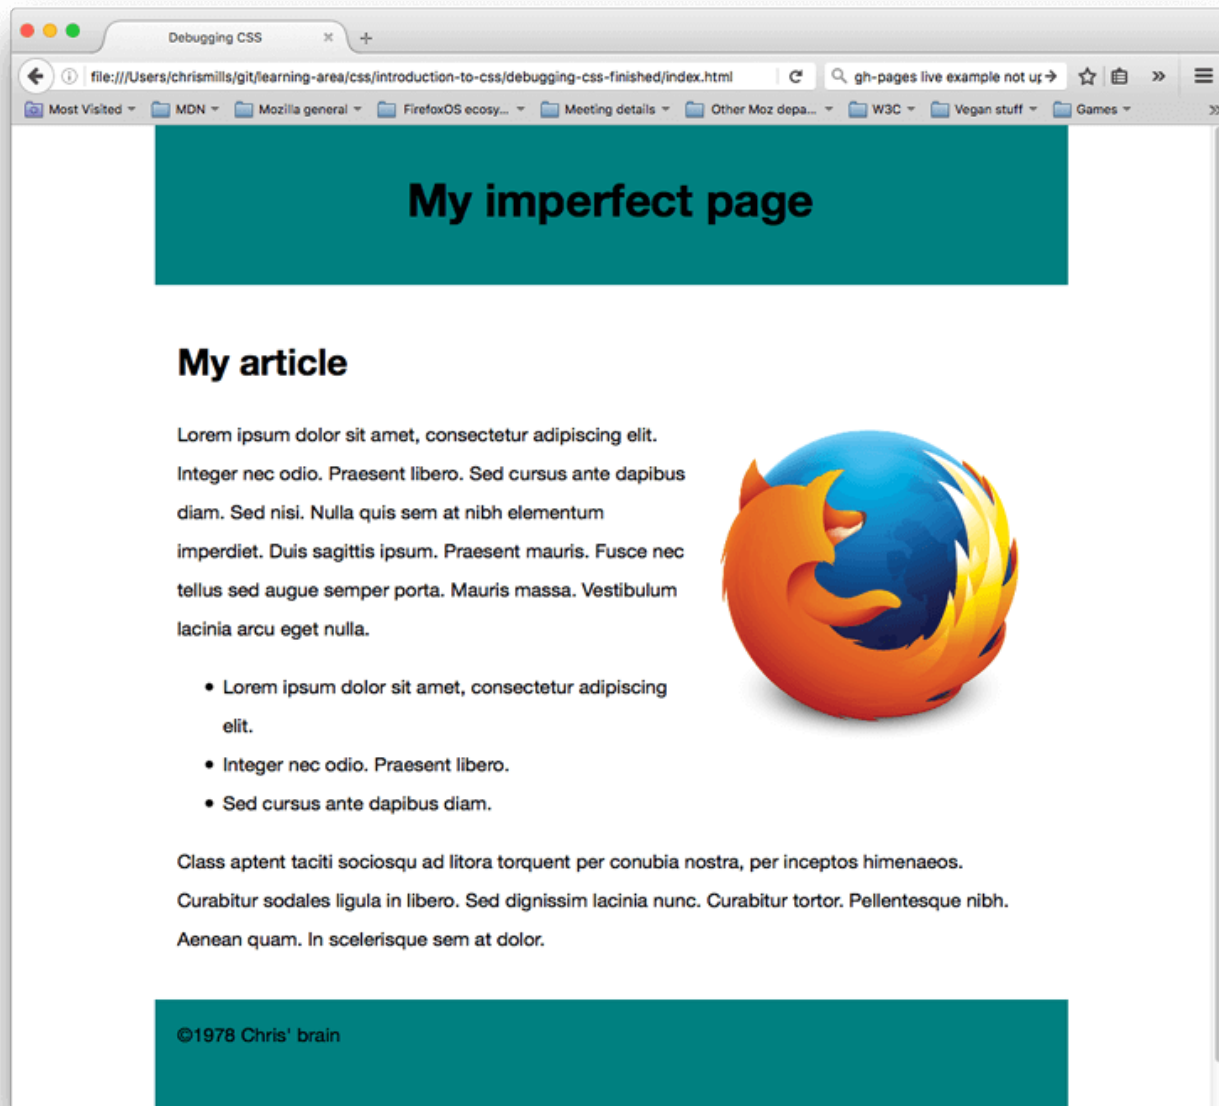 Debugging CSS
file:///Users/chrismills/git/learning-area/css/introduction-to-css/debugging-css-finished/index.html
gh-pages live example not up
Most Visited MDN Mozilla general FirefoxOS ecosy... Meeting details Other Moz depa... W3C Vegan stuff Games
My imperfect page
My article
Lorem ipsum dolor sit amet, consectetur adipiscing elit.
Integer nec odio. Praesent libero. Sed cursus ante dapibus
diam. Sed nisi. Nulla quis sem at nibh elementum
imperdiet. Duis sagittis ipsum. Praesent mauris. Fusce nec
tellus sed augue semper porta. Mauris massa. Vestibulum
lacinia arcu eget nulla.
• Lorem ipsum dolor sit amet, consectetur adipiscing
elit.
• Integer nec odio. Praesent libero.
• Sed cursus ante dapibus diam.
Class aptent taciti sociosqu ad litora torquent per conubia nostra, per inceptos himenaeos.
Curabitur sodales ligula in libero. Sed dignissim lacinia nunc. Curabitur tortor. Pellentesque nibh.
Aenean quam. In scelerisque sem at dolor.
©1978 Chris' brain